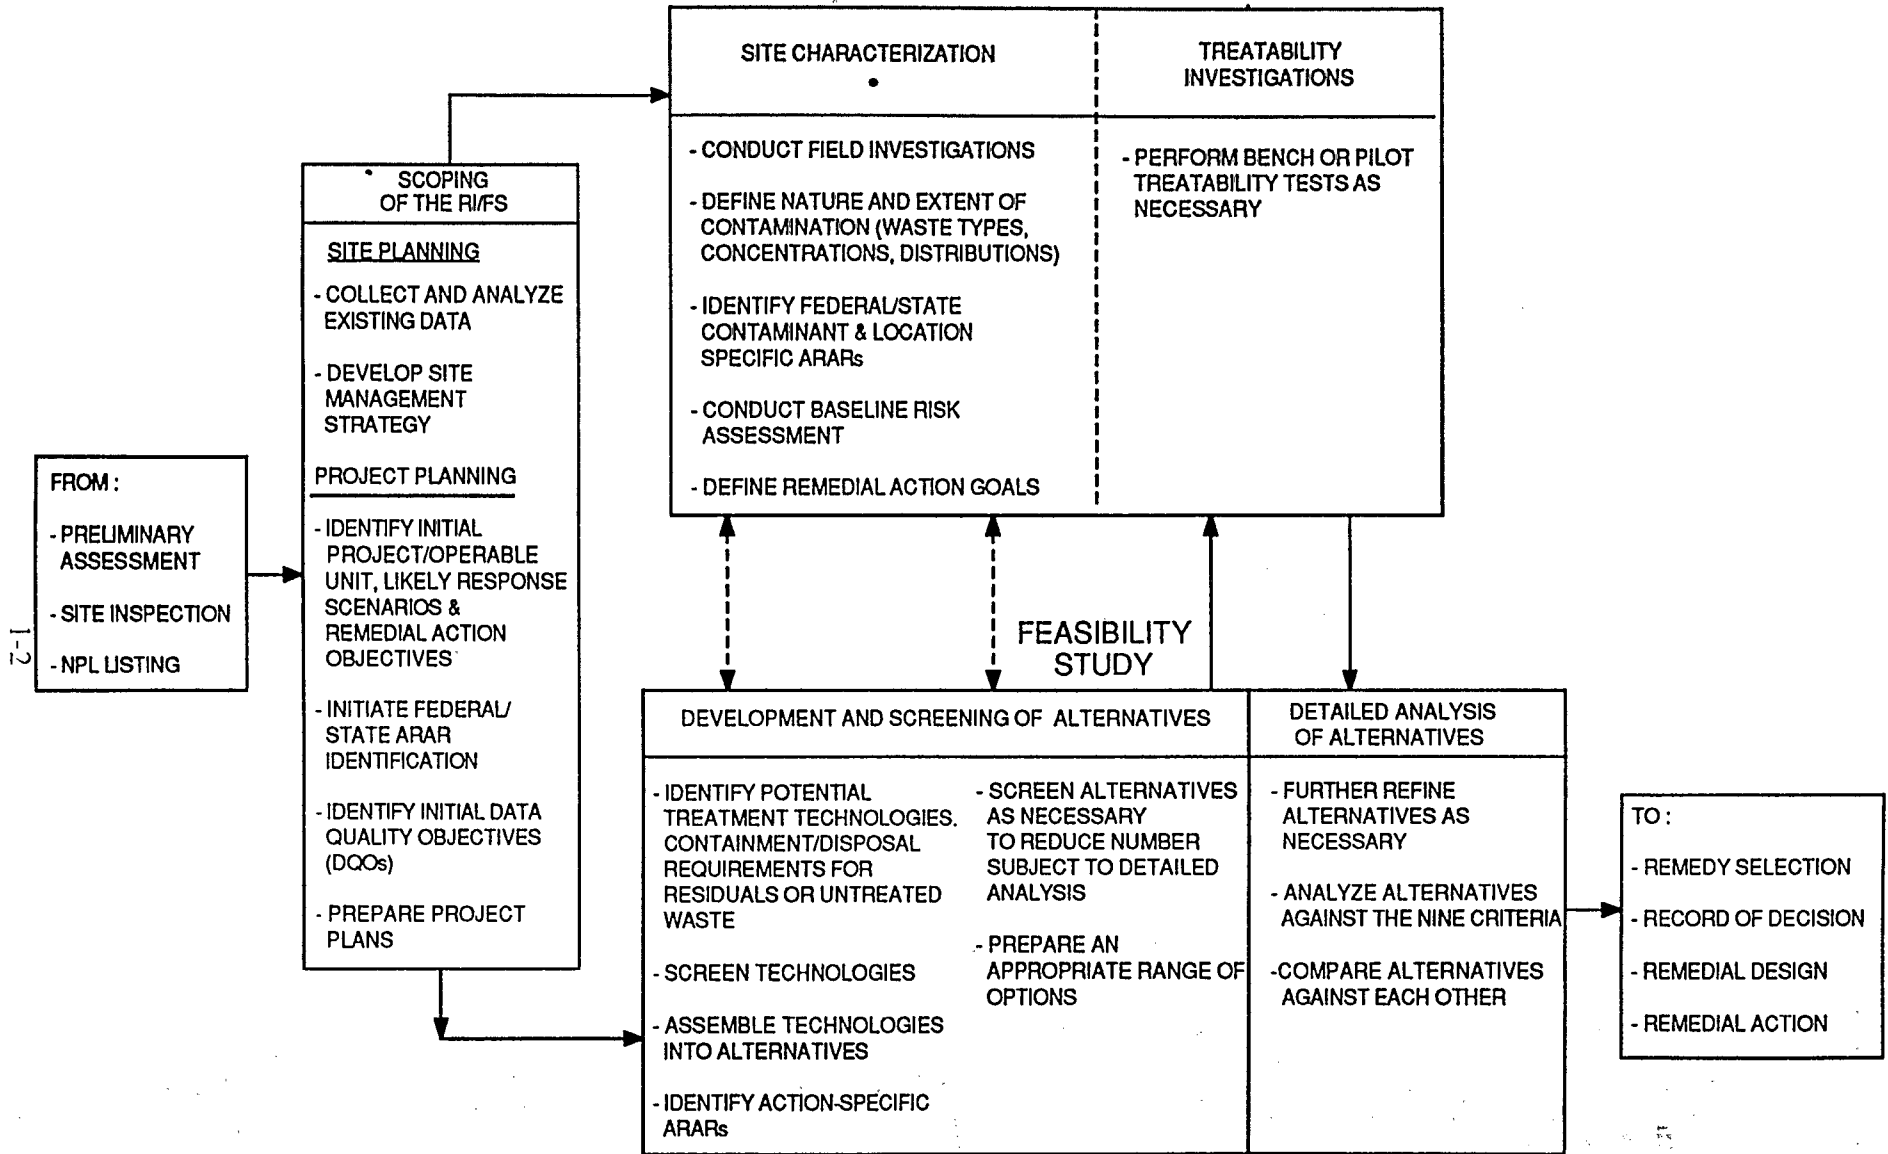 SITE CHARACTERIZATION
TREATABILITY
INVESTIGATIONS
- CONDUCT FIELD INVESTIGATIONS
- DEFINE NATURE AND EXTENT OF
CONTAMINATION (WASTE TYPES,
CONCENTRATIONS, DISTRIBUTIONS)
- IDENTIFY FEDERAL/STATE
CONTAMINANT & LOCATION
SPECIFIC ARARs
- CONDUCT BASELINE RISK
ASSESSMENT
- DEFINE REMEDIAL ACTION GOALS
- PERFORM BENCH OR PILOT
TREATABILITY TESTS AS
NECESSARY
SCOPING
OF THE RI/FS
SITE PLANNING
- COLLECT AND ANALYZE
EXISTING DATA
- DEVELOP SITE
MANAGEMENT
STRATEGY
PROJECT PLANNING
- IDENTIFY INITIAL
PROJECT/OPERABLE
UNIT, LIKELY RESPONSE
SCENARIOS &
REMEDIAL ACTION
OBJECTIVES
- INITIATE FEDERAL/
STATE ARAR
IDENTIFICATION
- IDENTIFY INITIAL DATA
QUALITY OBJECTIVES
(DQOs)
- PREPARE PROJECT
PLANS
FROM :
- PRELIMINARY
ASSESSMENT
- SITE INSPECTION
- NPL LISTING
1-2
FEASIBILITY
STUDY
DEVELOPMENT AND SCREENING OF ALTERNATIVES
- IDENTIFY POTENTIAL
TREATMENT TECHNOLOGIES.
CONTAINMENT/DISPOSAL
REQUIREMENTS FOR
RESIDUALS OR UNTREATED
WASTE
- SCREEN TECHNOLOGIES
- ASSEMBLE TECHNOLOGIES
INTO ALTERNATIVES
- IDENTIFY ACTION-SPECIFIC
ARARs
- SCREEN ALTERNATIVES
AS NECESSARY
TO REDUCE NUMBER
SUBJECT TO DETAILED
ANALYSIS
- PREPARE AN
APPROPRIATE RANGE OF
OPTIONS
DETAILED ANALYSIS
OF ALTERNATIVES
- FURTHER REFINE
ALTERNATIVES AS
NECESSARY
- ANALYZE ALTERNATIVES
AGAINST THE NINE CRITERIA
-COMPARE ALTERNATIVES
AGAINST EACH OTHER
TO :
- REMEDY SELECTION
- RECORD OF DECISION
- REMEDIAL DESIGN
- REMEDIAL ACTION